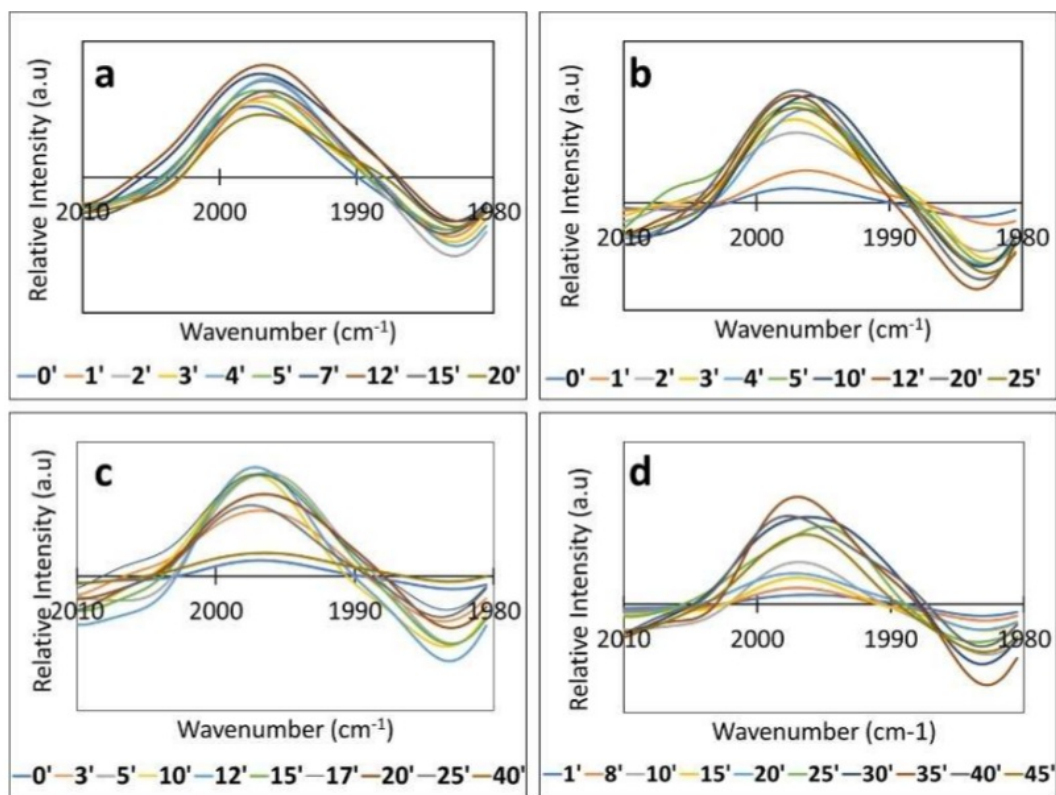 a
Relative Intensity (a.u)
2010 2000 1990 1980
Wavenumber (cm-1)
0' 1' 2' 3' 4' 5' 7' 12' 15' 20'
b
Relative Intensity (a.u)
2010 2000 1990 1980
Wavenumber (cm-1)
0' 1' 2' 3' 4' 5' 10' 12' 20' 25'
c
Relative Intensity (a.u)
2010 2000 1990 1980
Wavenumber (cm-1)
0' 3' 5' 10' 12' 15' 17' 20' 25' 40'
d
Relative Intensity (a.u)
2010 2000 1990 1980
Wavenumber (cm-1)
1' 8' 10' 15' 20' 25' 30' 35' 40' 45'